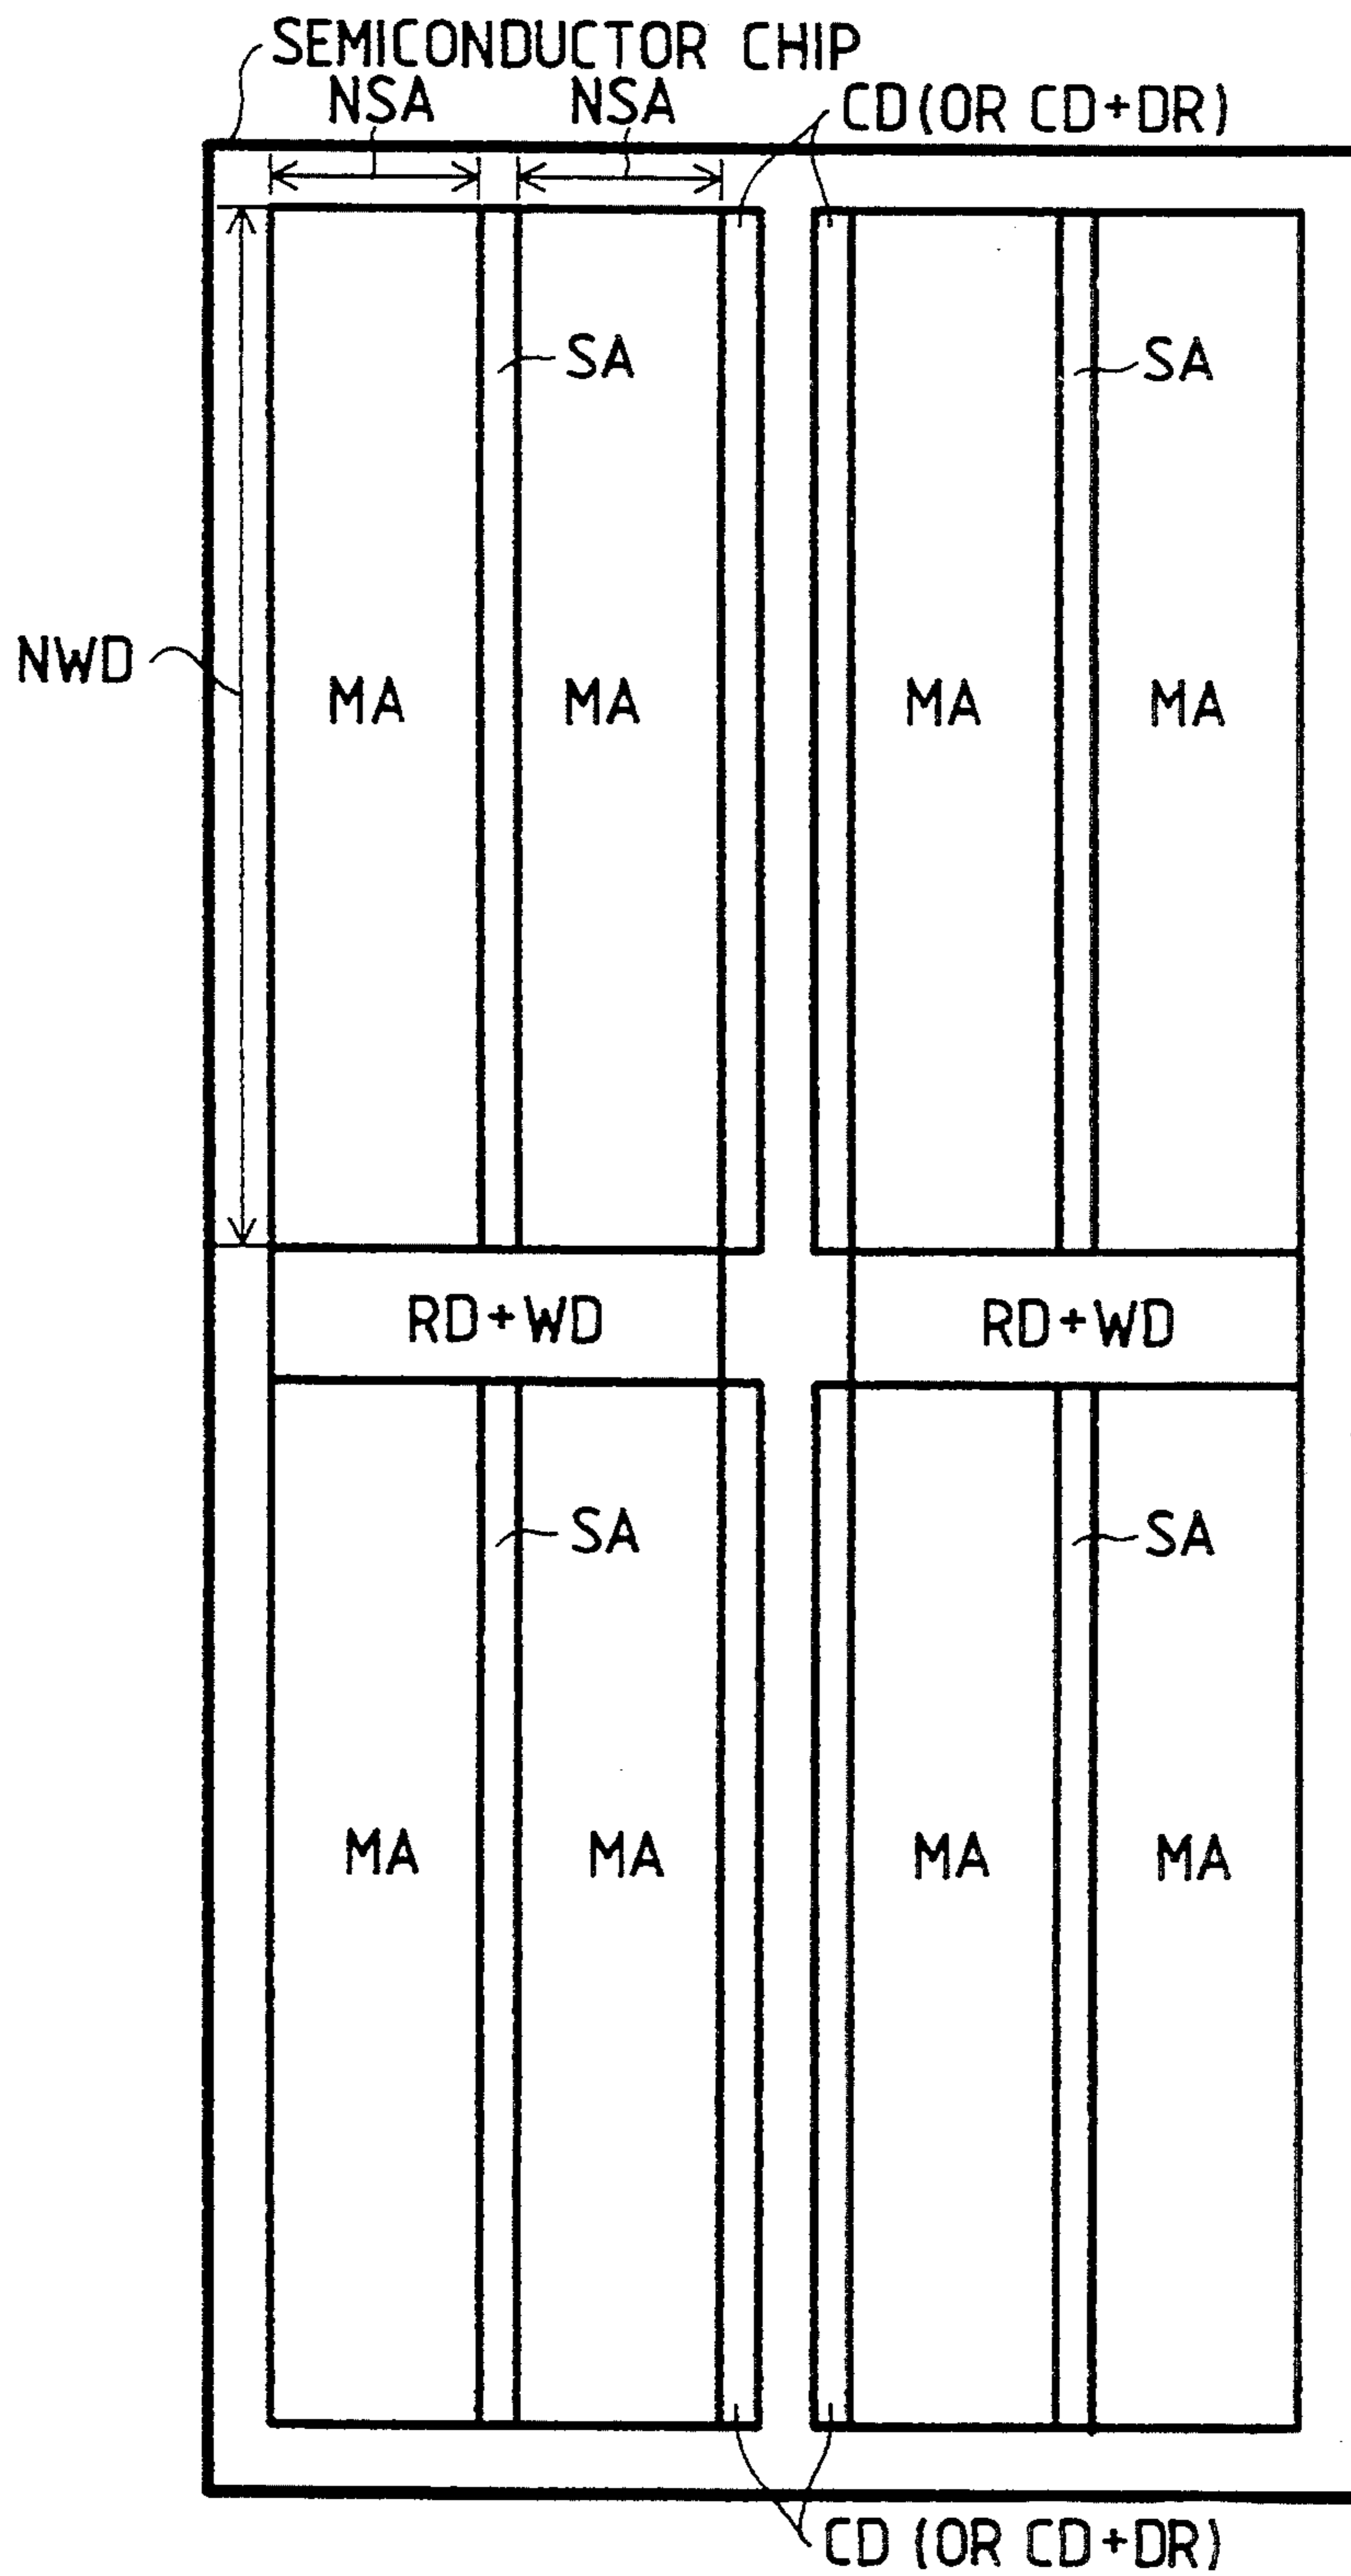 SEMICONDUCTOR CHIP
NSA NSA CD(OR CD+DR)
SA SA
NWD
MA MA MA MA
RD+WD RD+WD
SA SA
MA MA MA MA
CD (OR CD+DR)